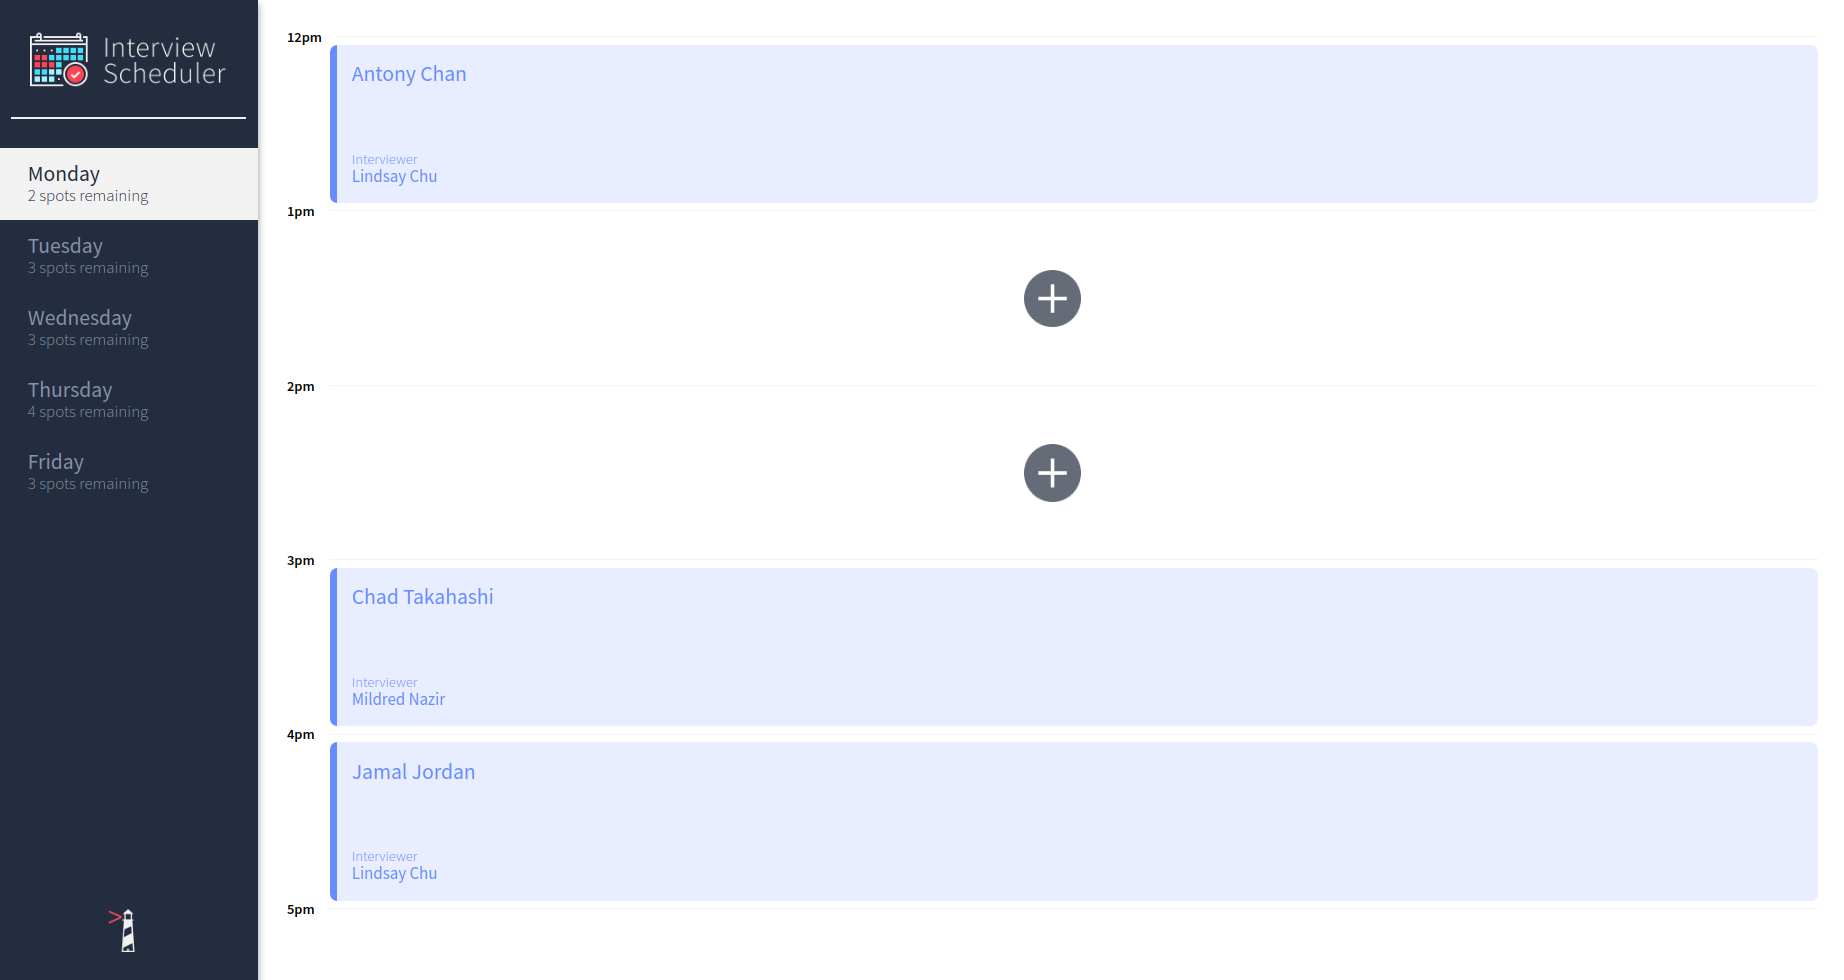 Interview
Scheduler
Monday
2 spots remaining
Tuesday
3 spots remaining
Wednesday
3 spots remaining
Thursday
4 spots remaining
Friday
3 spots remaining
12pm
Antony Chan
Interviewer
Lindsay Chu
1pm
2pm
3pm
Chad Takahashi
Interviewer
Mildred Nazir
4pm
Jamal Jordan
Interviewer
Lindsay Chu
5pm